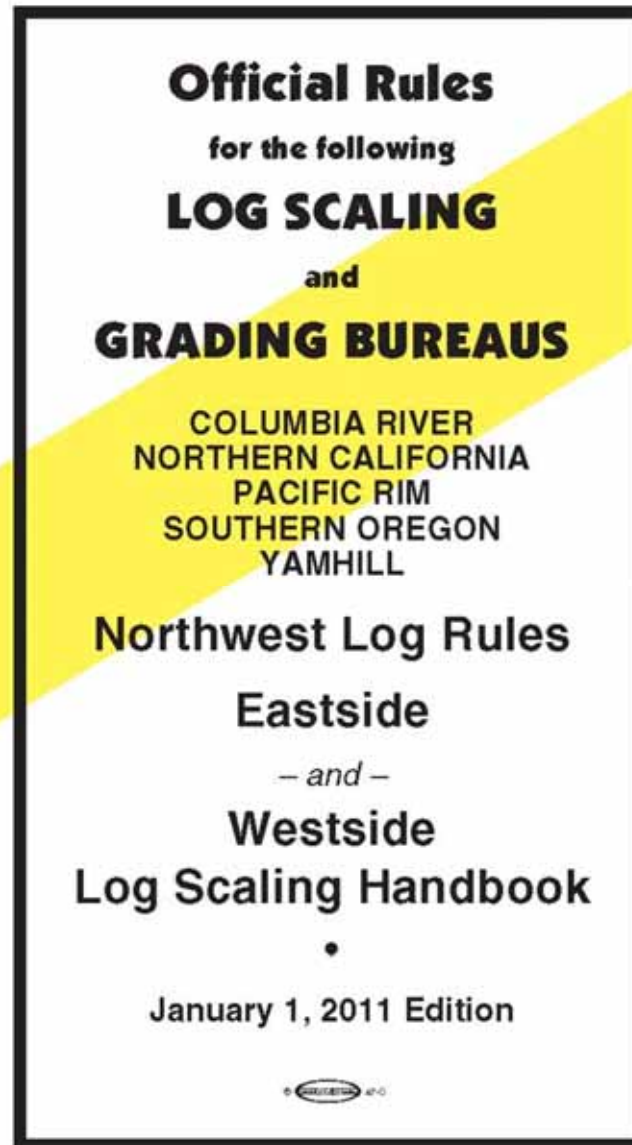 Official Rules
for the following
LOG SCALING
and
GRADING BUREAUS
COLUMBIA RIVER
NORTHERN CALIFORNIA
PACIFIC RIM
SOUTHERN OREGON
YAMHILL
Northwest Log Rules
Eastside
– and –
Westside
Log Scaling Handbook
•
January 1, 2011 Edition